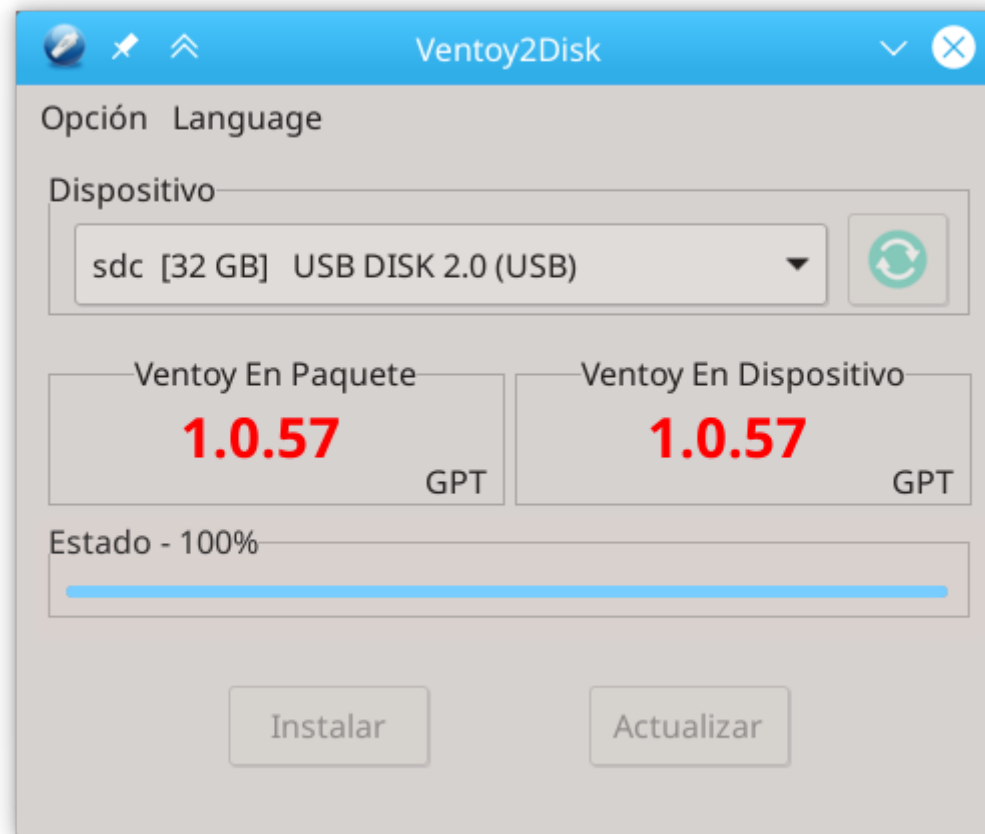 Ventoy2Disk
Opción Language
Dispositivo
sdc [32 GB] USB DISK 2.0 (USB)
Ventoy En Paquete
1.0.57
GPT
Ventoy En Dispositivo
1.0.57
GPT
Estado - 100%
Instalar
Actualizar